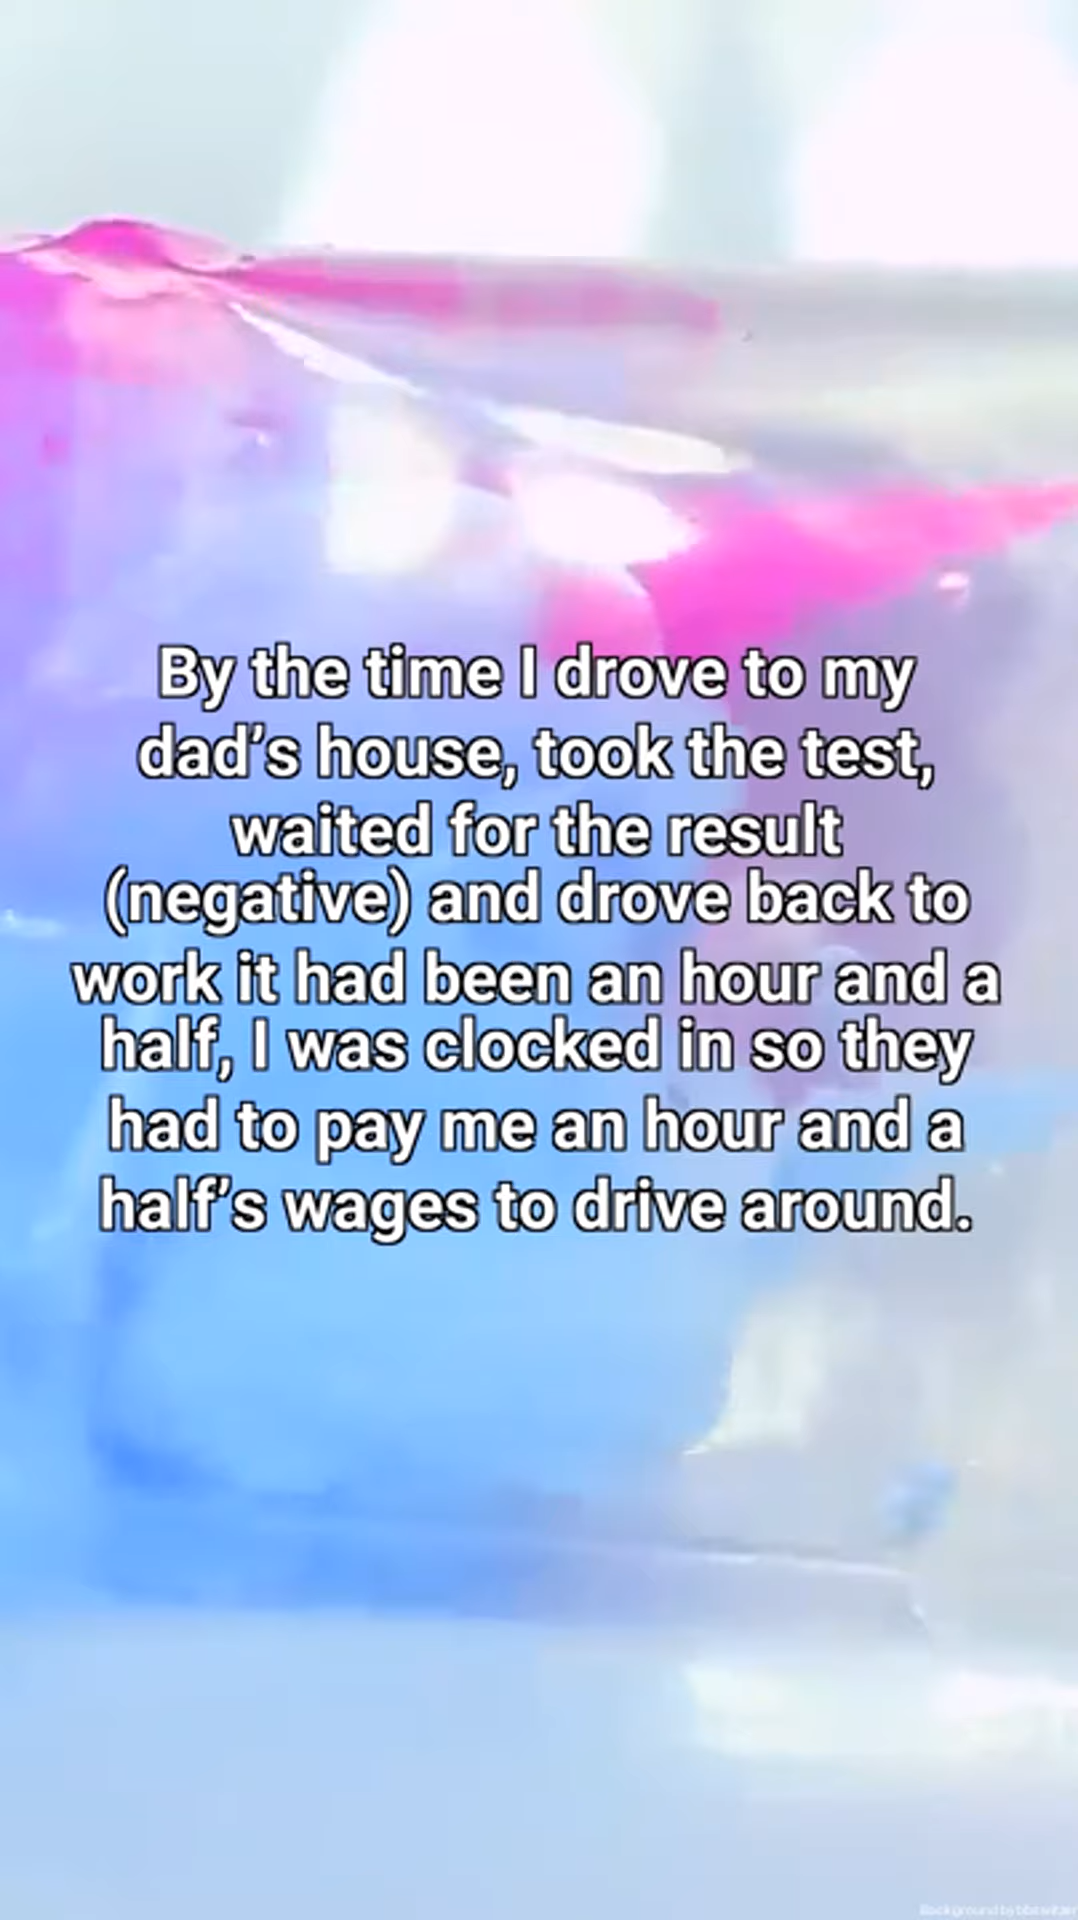 By the time I drove to my
dad’s house, took the test,
waited for the result
(negative) and drove back to
work it had been an hour and a
half, I was clocked in so they
had to pay me an hour and a
half’s wages to drive around.
Background by